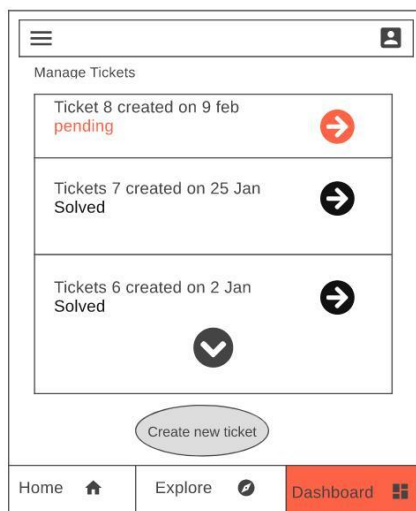 Manage Tickets
Ticket 8 created on 9 feb
pending
Tickets 7 created on 25 Jan
Solved
Tickets 6 created on 2 Jan
Solved
Create new ticket
Home
Explore
Dashboard